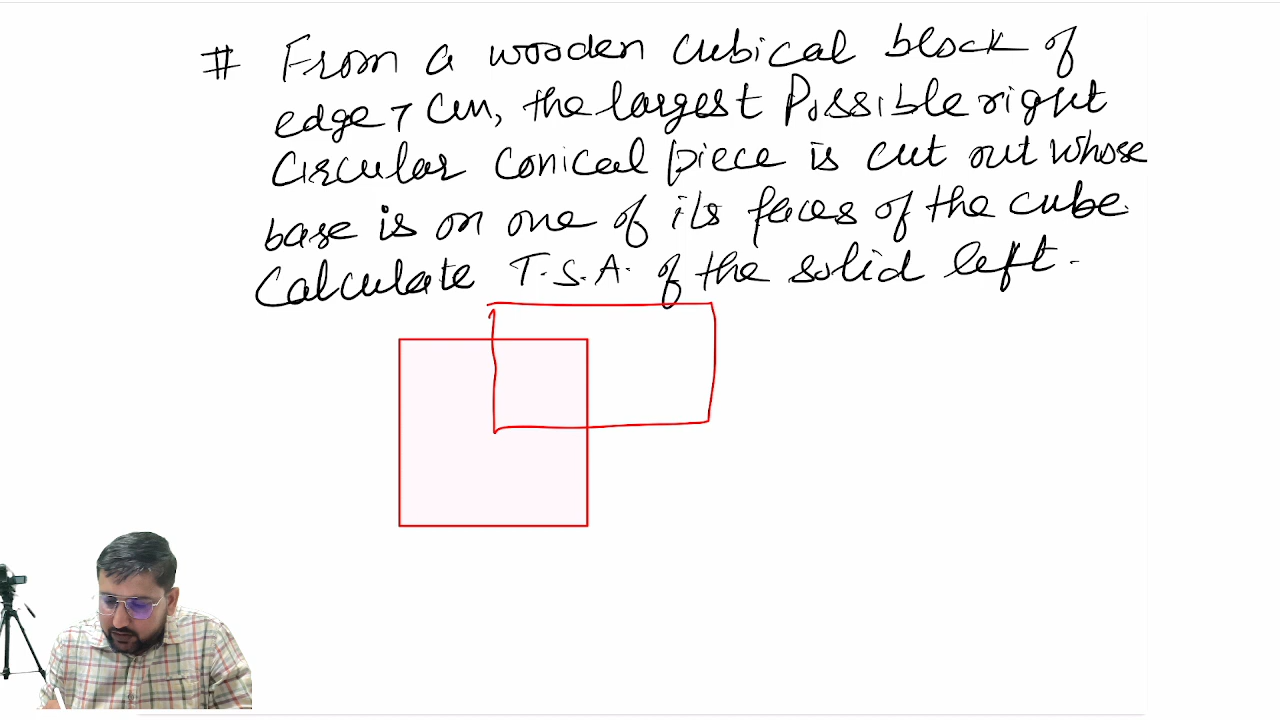 # From a wooden cubical block of
edge 7 cm, the largest Possible right
circular conical piece is cut out whose
base is on one of its faces of the cube.
Calculate T.S.A. of the solid left.